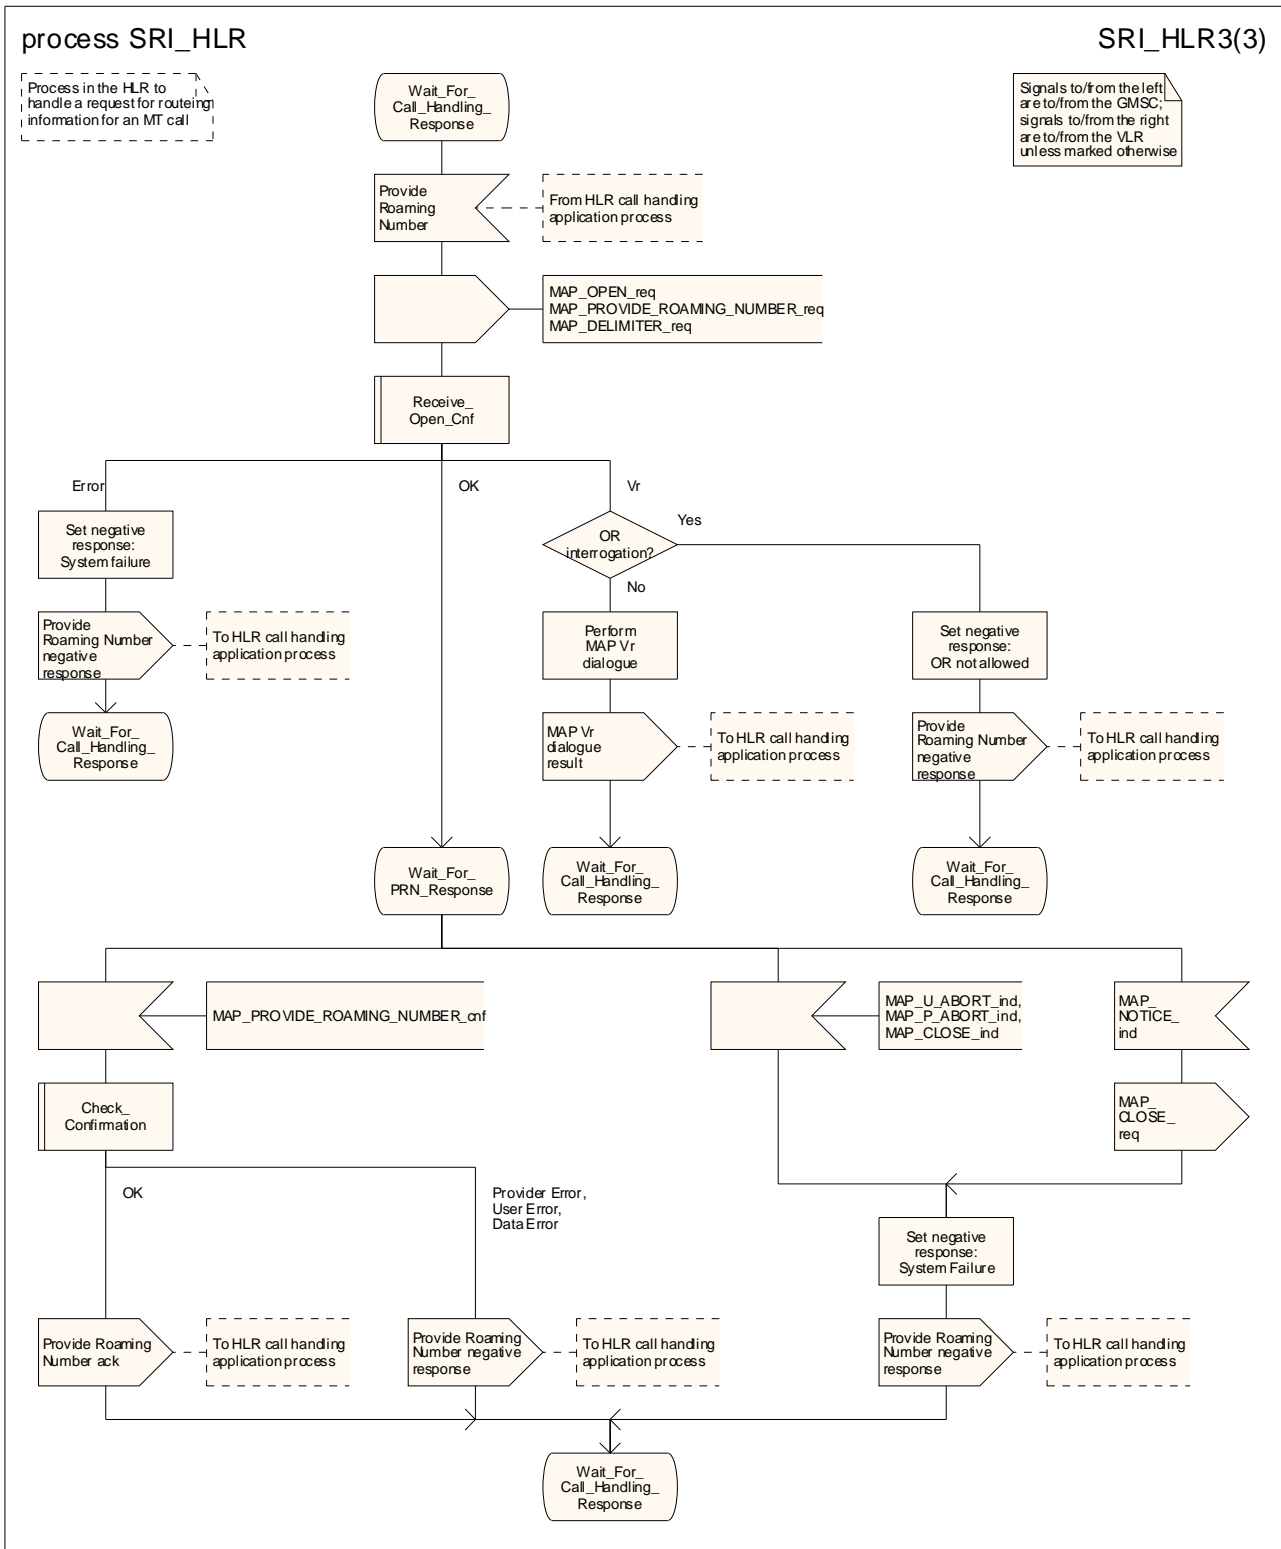 process SRI_HLR
SRI_HLR3(3)
Process in the HLR to
handle a request for routeing
information for an MT call
Wait_For_
Call_Handling_
Response
Signals to/from the left
are to/from the GMSC;
signals to/from the right
are to/from the VLR
unless marked otherwise
Provide
Roaming
Number
From HLR call handling
application process
MAP_OPEN_req
MAP_PROVIDE_ROAMING_NUMBER_req
MAP_DELIMITER_req
Receive_
Open_Cnf
Error
OK
Vr
Set negative
response:
System failure
OR
interrogation?
Yes
No
Provide
Roaming Number
negative
response
To HLR call handling
application process
Perform
MAP Vr
dialogue
Set negative
response:
OR not allowed
Wait_For_
Call_Handling_
Response
MAP Vr
dialogue
result
To HLR call handling
application process
Provide
Roaming Number
negative
response
To HLR call handling
application process
Wait_For_
PRN_Response
Wait_For_
Call_Handling_
Response
Wait_For_
Call_Handling_
Response
MAP_PROVIDE_ROAMING_NUMBER_cnf
MAP_U_ABORT_ind,
MAP_P_ABORT_ind,
MAP_CLOSE_ind
MAP_
NOTICE_
ind
Check_
Confirmation
MAP_
CLOSE_
req
OK
Provider Error,
User Error,
Data Error
Set negative
response:
System Failure
Provide Roaming
Number ack
To HLR call handling
application process
Provide Roaming
Number negative
response
To HLR call handling
application process
Provide Roaming
Number negative
response
To HLR call handling
application process
Wait_For_
Call_Handling_
Response